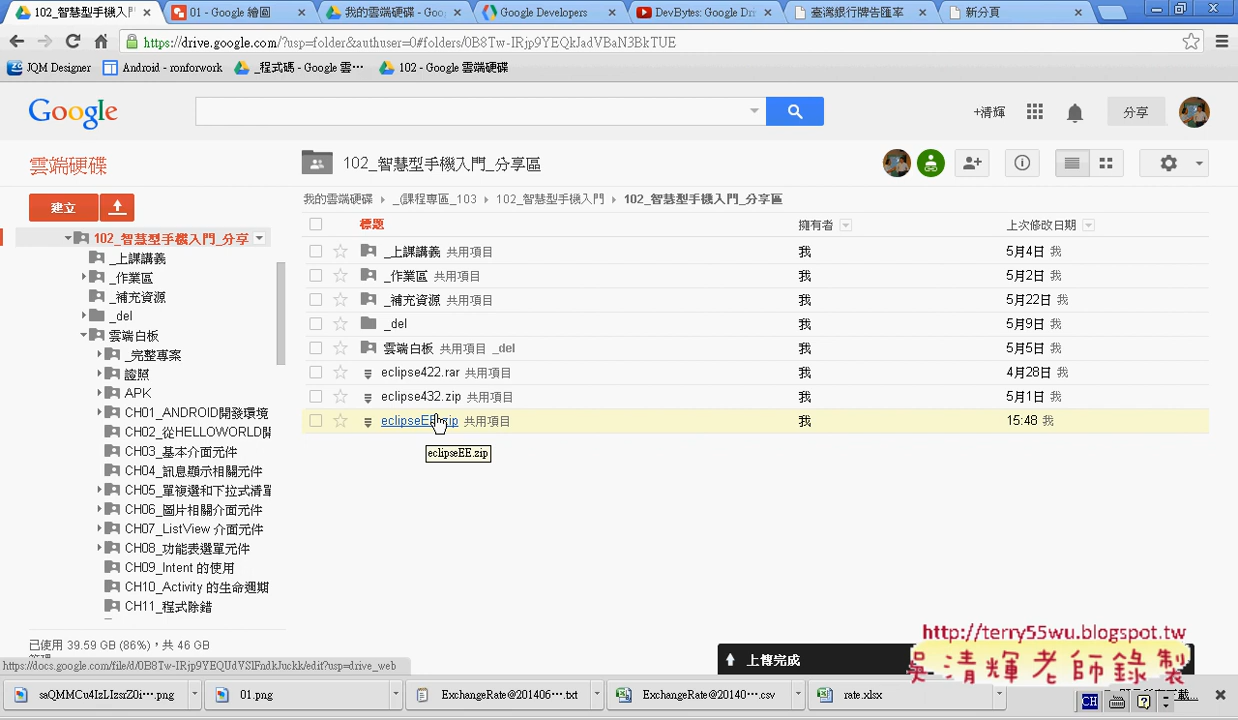 102_智慧型手機入門
01 - Google 繪圖
我的雲端硬碟 - Goo
Google Developers
DevBytes: Google Dri
臺灣銀行牌告匯率
新分頁
https://drive.google.com/?usp=folder&authuser=0#folders/0B8Tw-IRjp9YEQkJadVBaN3BkTUE
JQM Designer
Android - ronforwork
_程式碼 - Google 雲…
102 - Google 雲端硬碟
Google
+清輝
分享
雲端硬碟
102_智慧型手機入門_分享區
建立
我的雲端硬碟 ▸ _(課程專區_103 ▸ 102_智慧型手機入門 ▸ 102_智慧型手機入門_分享區
標題 擁有者 上次修改日期
_上課講義 共用項目 我 5月4日 我
_作業區 共用項目 我 5月2日 我
_補充資源 共用項目 我 5月22日 我
_del 我 5月9日 我
雲端白板 共用項目 _del 我 5月5日 我
eclipse422.rar 共用項目 我 4月28日 我
eclipse432.zip 共用項目 我 5月1日 我
eclipseEE.zip 共用項目 我 15:48 我
eclipseEE.zip
102_智慧型手機入門_分享
_上課講義
_作業區
_補充資源
_del
雲端白板
_完整專案
證照
APK
CH01_ANDROID開發環境
CH02_從HELLOWORLD開
CH03_基本介面元件
CH04_訊息顯示相關元件
CH05_單複選和下拉式清單
CH06_圖片相關介面元件
CH07_ListView 介面元件
CH08_功能表選單元件
CH09_Intent 的使用
CH10_Activity 的生命週期
CH11_程式除錯
已使用 39.59 GB (86%)，共 46 GB
上傳完成
http://terry55wu.blogspot.tw
吳清輝老師錄製
saQMMCu4IzLIzsrZ0i….png
01.png
ExchangeRate@201406….txt
ExchangeRate@20140….csv
rate.xlsx
CH